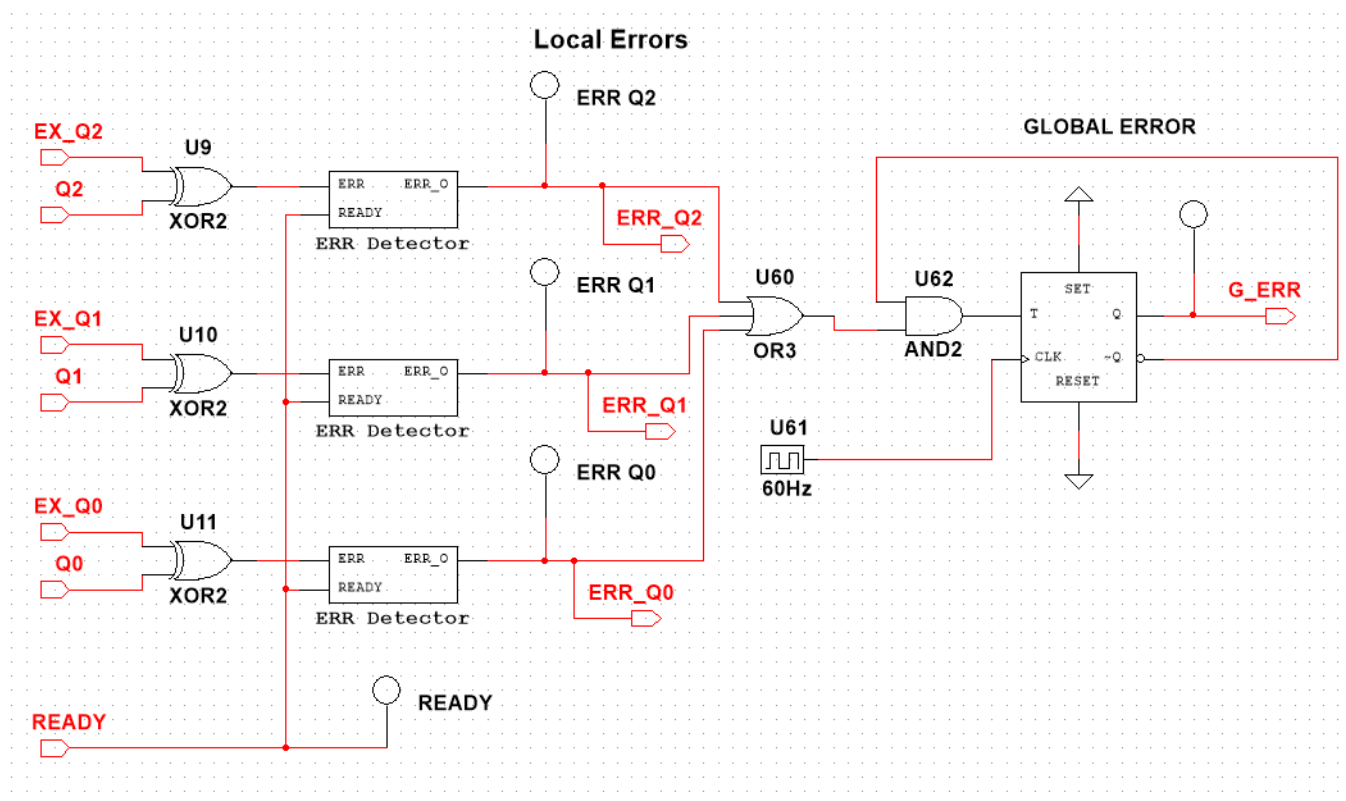 Local Errors
ERR Q2
GLOBAL ERROR
EX_Q2
U9
Q2
XOR2
ERR ERR_O
READY
ERR Detector
ERR_Q2
ERR Q1
U60
OR3
U62
AND2
SET
T Q
CLK ~Q
RESET
G_ERR
EX_Q1
U10
Q1
XOR2
ERR ERR_O
READY
ERR Detector
ERR_Q1
U61
60Hz
ERR Q0
EX_Q0
U11
Q0
XOR2
ERR ERR_O
READY
ERR Detector
ERR_Q0
READY
READY